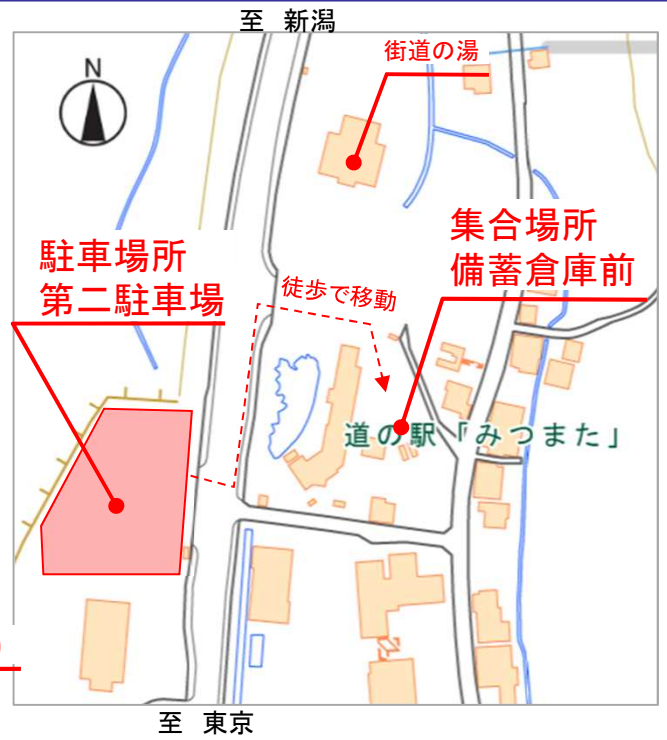 至 新潟
街道の湯
N
集合場所
備蓄倉庫前
駐車場所
第二駐車場
徒歩で移動
道の駅「みつまた」
至 東京